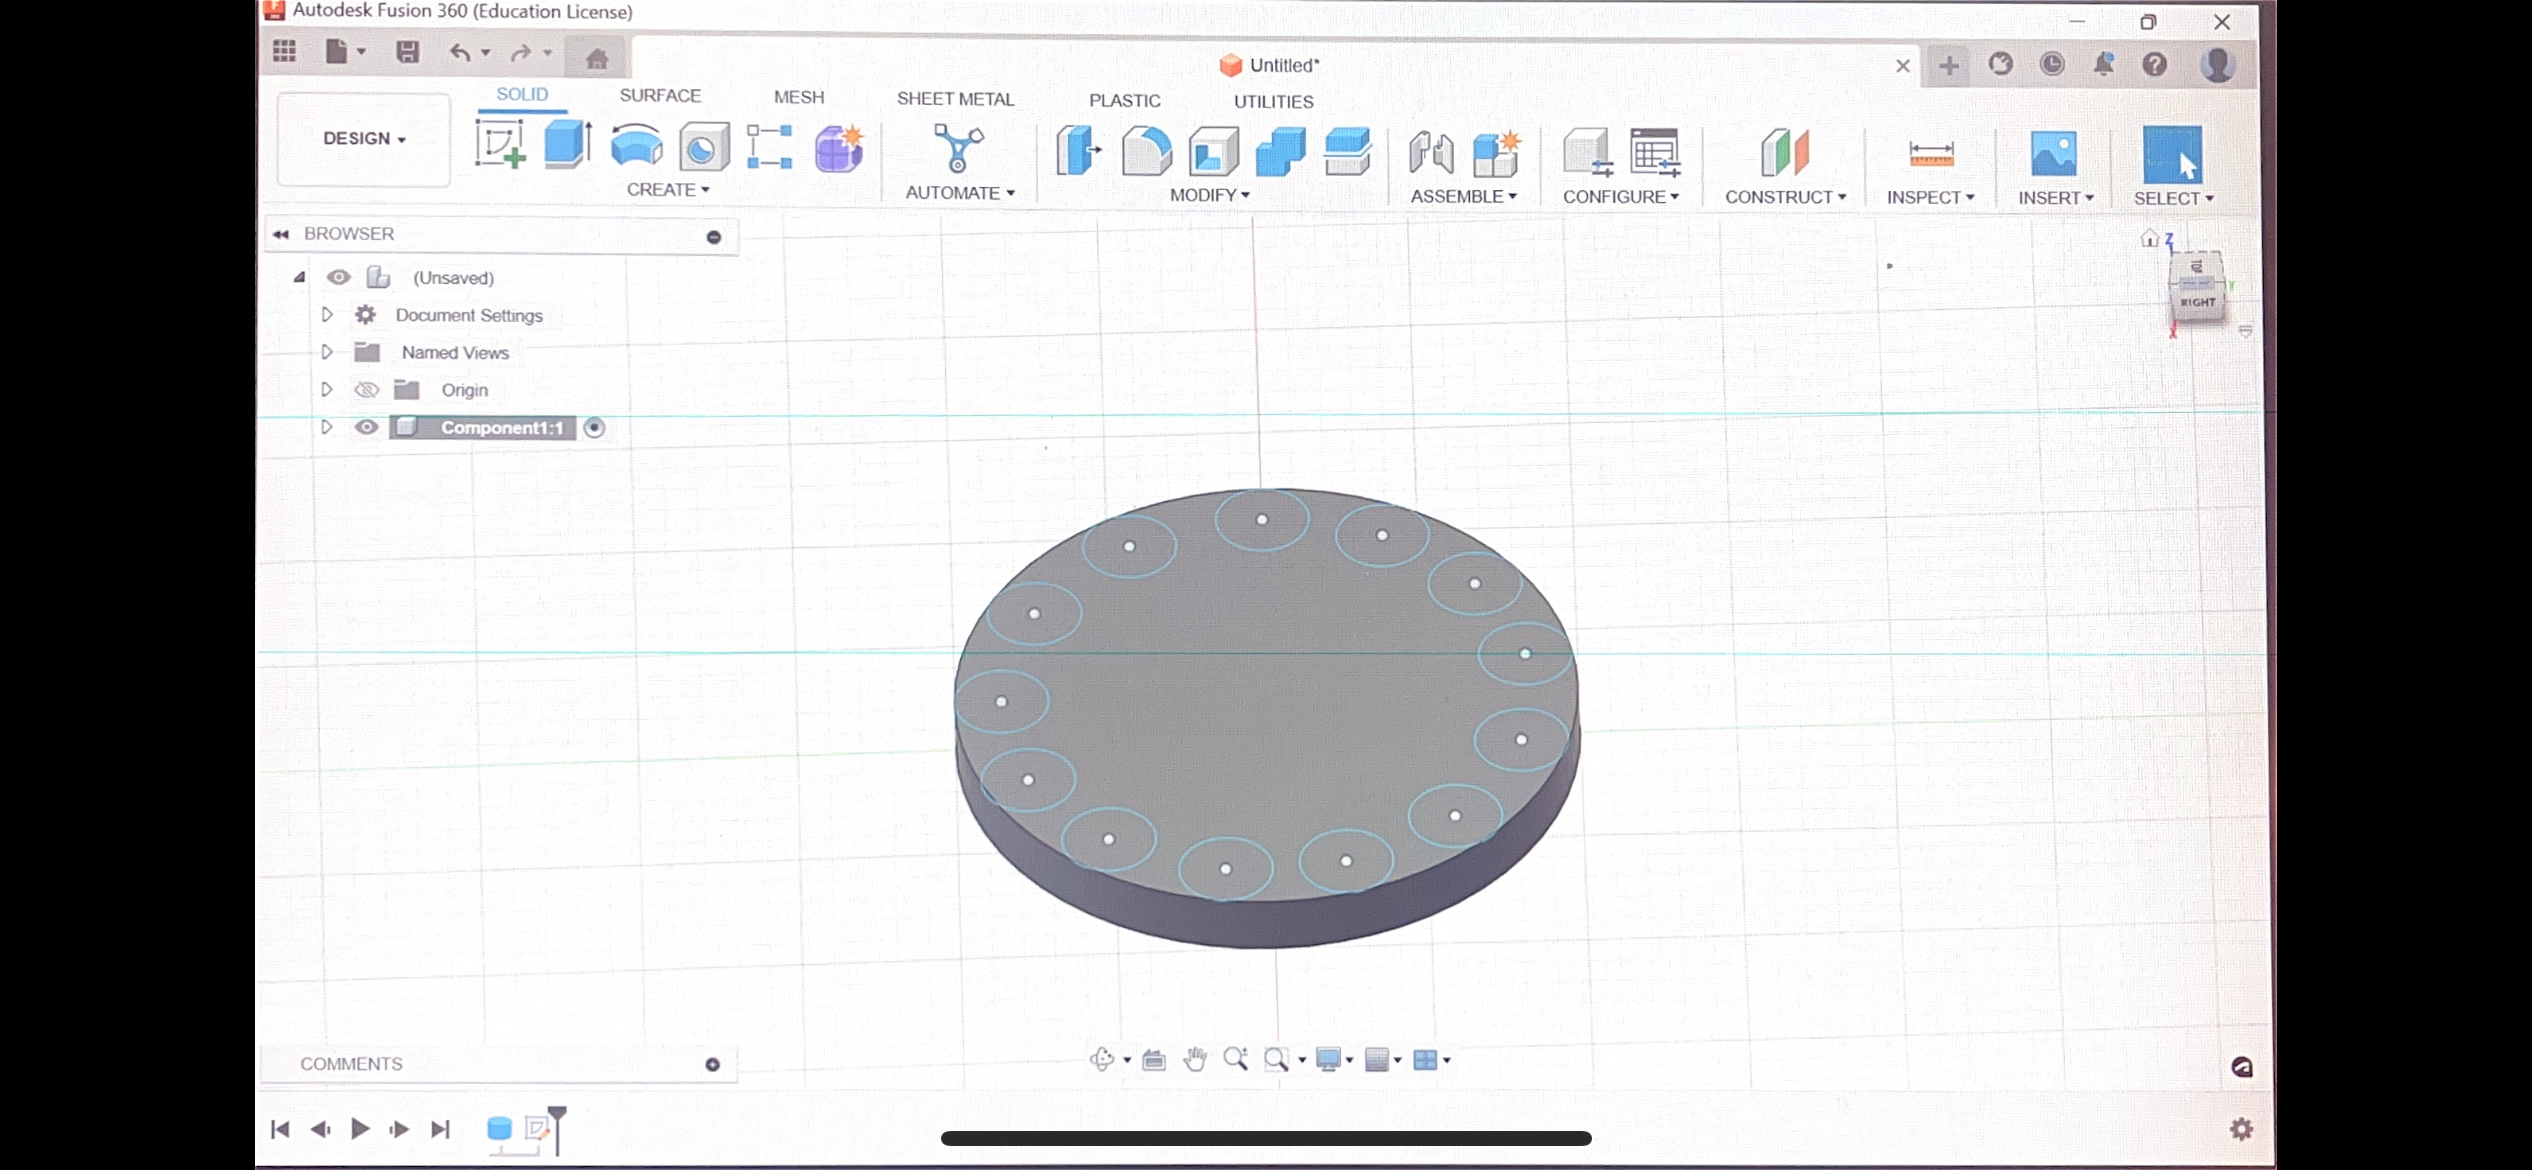 Autodesk Fusion 360 (Education License)
Untitled*
DESIGN
SOLID SURFACE MESH SHEET METAL PLASTIC UTILITIES
CREATE AUTOMATE MODIFY ASSEMBLE CONFIGURE CONSTRUCT INSPECT INSERT SELECT
BROWSER
(Unsaved)
Document Settings
Named Views
Origin
Component1:1
Z
TOP
RIGHT
Y
X
COMMENTS